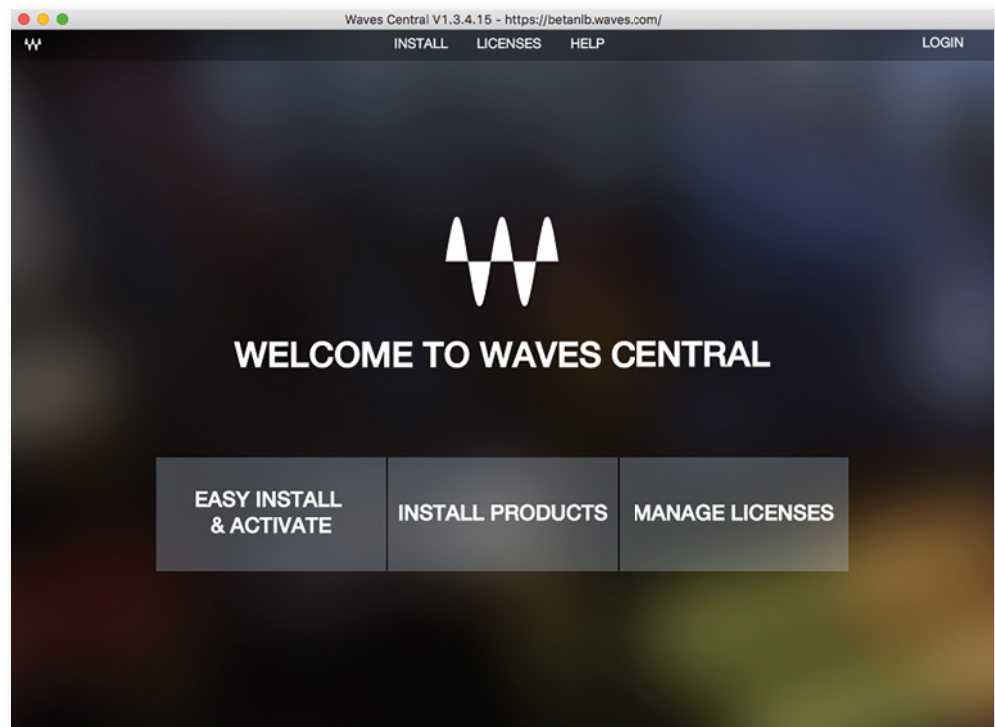 Waves Central V1.3.4.15 - https://betanlb.waves.com/
INSTALL LICENSES HELP LOGIN
WELCOME TO WAVES CENTRAL
EASY INSTALL
& ACTIVATE
INSTALL PRODUCTS
MANAGE LICENSES